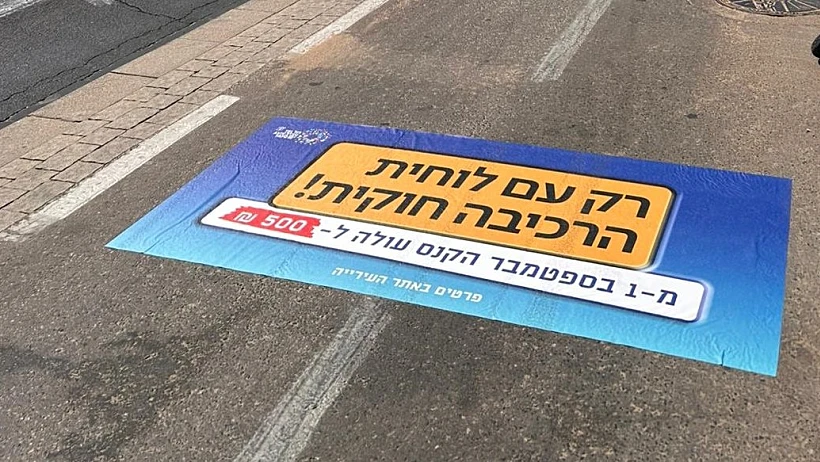 רק עם לוחית
הרכיבה חוקית!
מ-1 בספטמבר הקנס עולה ל- 500 ₪
פרטים באתר העירייה